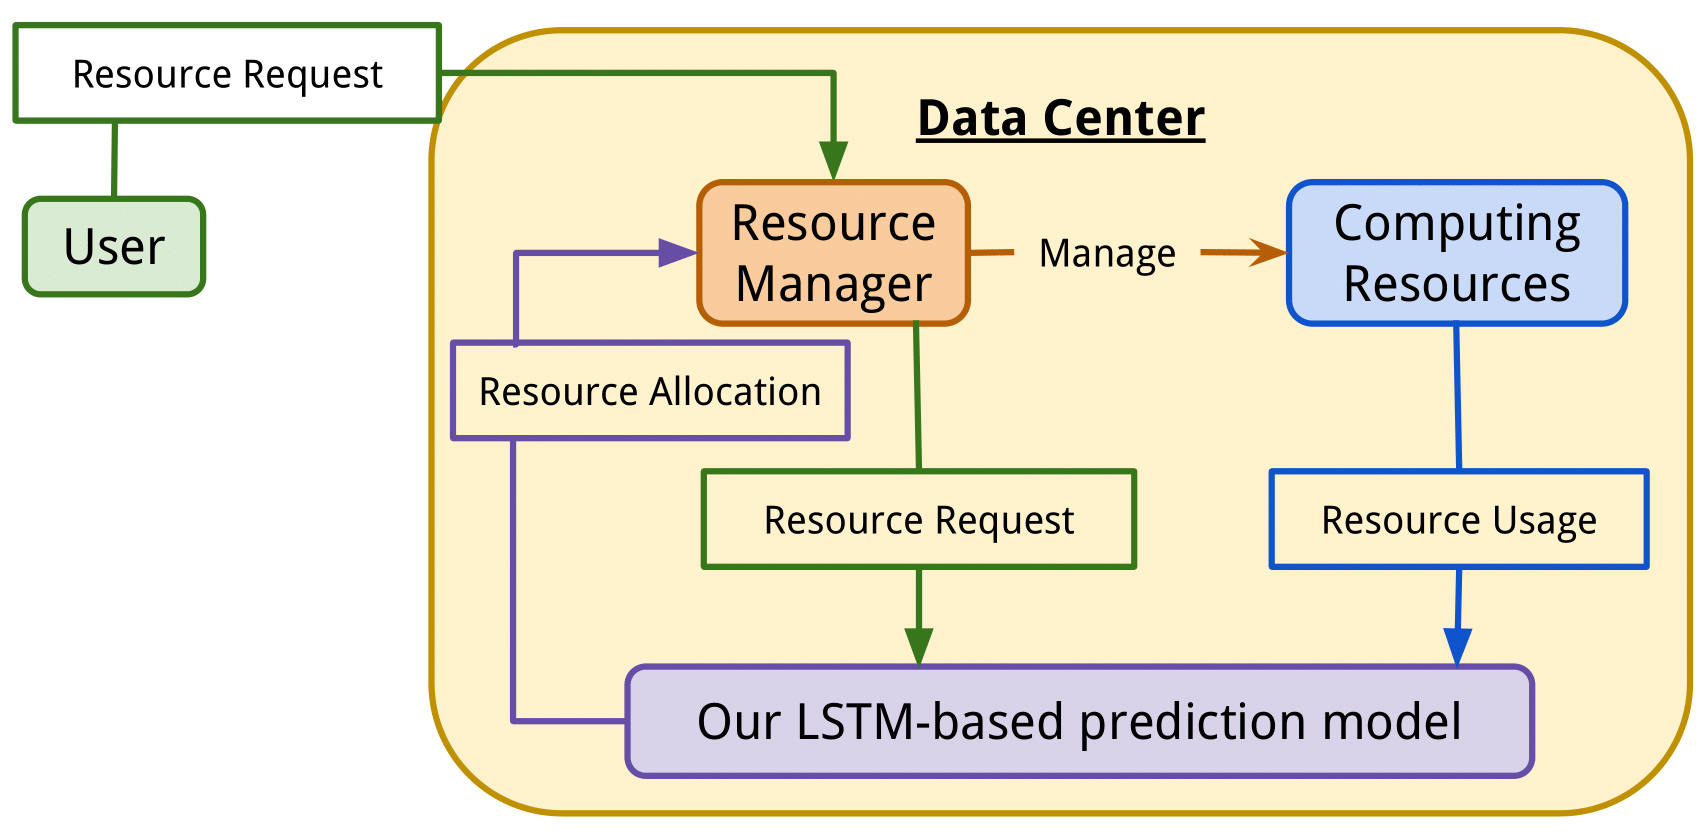 Resource Request
Data Center
User
Resource
Manager
Manage
Computing
Resources
Resource Allocation
Resource Request
Resource Usage
Our LSTM-based prediction model